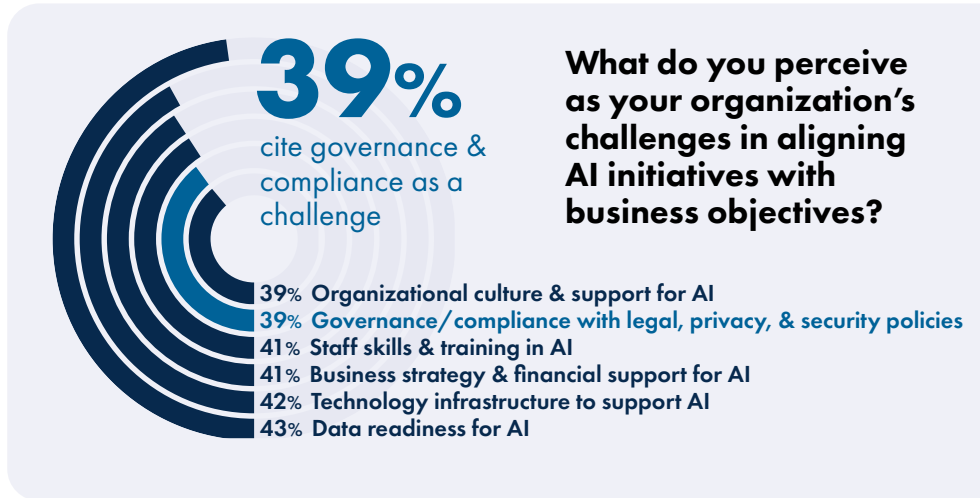 39%
cite governance &
compliance as a
challenge
What do you perceive
as your organization's
challenges in aligning
AI initiatives with
business objectives?
39% Organizational culture & support for AI
39% Governance/compliance with legal, privacy, & security policies
41% Staff skills & training in AI
41% Business strategy & financial support for AI
42% Technology infrastructure to support AI
43% Data readiness for AI